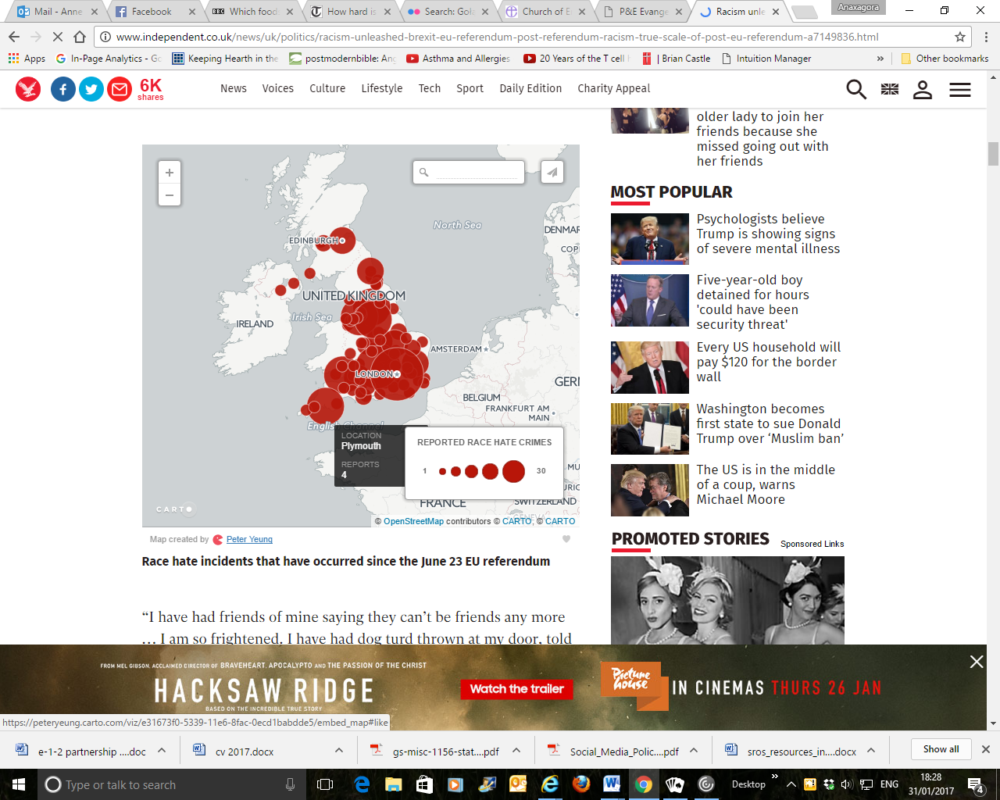 Mail - Anne
Facebook
BBC Which food
How hard is
Search: Gol
Church of E
P&E Evange
Racism unle
Anaxagora
www.independent.co.uk/news/uk/politics/racism-unleashed-brexit-eu-referendum-post-referendum-racism-true-scale-of-post-eu-referendum-a7149836.html
Apps
In-Page Analytics - Go
Keeping Hearth in the
postmodernbible: Ang
Asthma and Allergies
20 Years of the T cell
| Brian Castle
Intuition Manager
»
Other bookmarks
6K
shares
News
Voices
Culture
Lifestyle
Tech
Sport
Daily Edition
Charity Appeal
older lady to join her
friends because she
missed going out with
her friends
+
−
North Sea
DENMAR
COP
EDINBURGH
UNITED KINGDOM
Irish Sea
IRELAND
AMSTERDAM
LONDON
GERI
BELGIUM
FRANKFURT AM
MAIN
English Channel
LOCATION
Plymouth
REPORTS
4
REPORTED RACE HATE CRIMES
1
30
MU
URIC
FRANCE
SWITZERLAND
GENEVA
CARTO
© OpenStreetMap contributors © CARTO, © CARTO
Map created by Peter Yeung
Race hate incidents that have occurred since the June 23 EU referendum
“I have had friends of mine saying they can’t be friends any more
… I am so frightened. I have had dog turd thrown at my door, told
MOST POPULAR
Psychologists believe
Trump is showing signs
of severe mental illness
Five-year-old boy
detained for hours
'could have been
security threat'
Every US household will
pay $120 for the border
wall
Washington becomes
first state to sue Donald
Trump over ‘Muslim ban’
The US is in the middle
of a coup, warns
Michael Moore
PROMOTED STORIES
Sponsored Links
FROM MEL GIBSON, ACCLAIMED DIRECTOR OF BRAVEHEART, APOCALYPTO AND THE PASSION OF THE CHRIST
HACKSAW RIDGE
BASED ON THE INCREDIBLE TRUE STORY
Watch the trailer
Picture
house
IN CINEMAS THURS 26 JAN
https://peteryeung.carto.com/viz/e31673f0-5339-11e6-8fac-0ecd1babdde5/embed_map#like
e-1-2 partnership ....doc
cv 2017.docx
gs-misc-1156-stat....pdf
Social_Media_Polic....pdf
sros_resources_in....docx
Show all
Type or talk to search
Desktop
»
ENG
18:28
31/01/2017
4